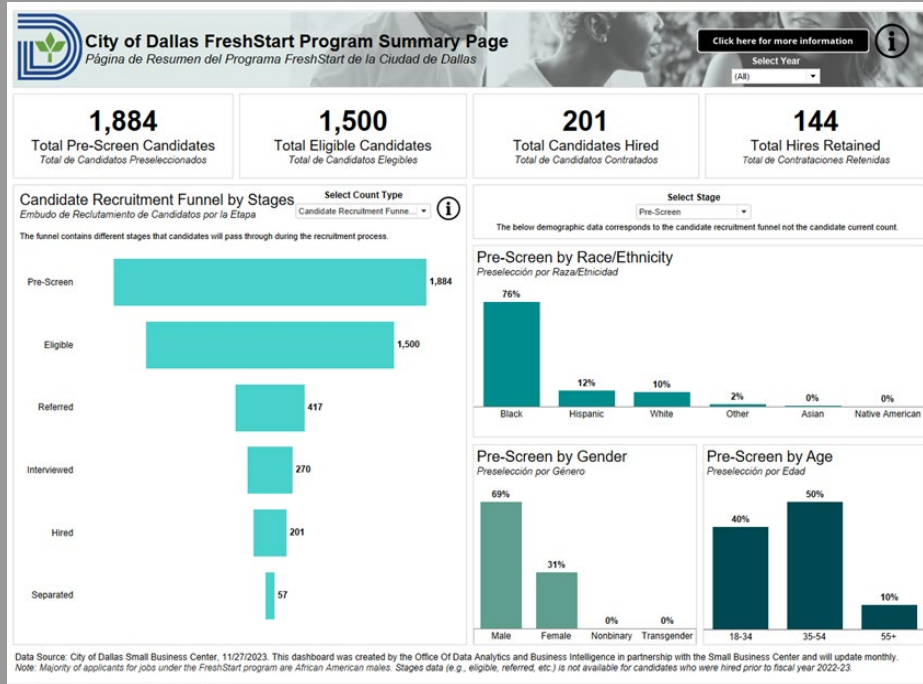 City of Dallas FreshStart Program Summary Page
Página de Resumen del Programa FreshStart de la Ciudad de Dallas
Click here for more information
i
Select Year
(All)
1,884
Total Pre-Screen Candidates
Total de Candidatos Preseleccionados
1,500
Total Eligible Candidates
Total de Candidatos Elegibles
201
Total Candidates Hired
Total de Candidatos Contratados
144
Total Hires Retained
Total de Contrataciones Retenidas
Candidate Recruitment Funnel by Stages
Embudo de Reclutamiento de Candidatos por la Etapa
Select Count Type
Candidate Recruitment Funne...
i
The funnel contains different stages that candidates will pass through during the recruitment process.
Pre-Screen 1,884
Eligible 1,500
Referred 417
Interviewed 270
Hired 201
Separated 57
Select Stage
Pre-Screen
The below demographic data corresponds to the candidate recruitment funnel not the candidate current count.
Pre-Screen by Race/Ethnicity
Preselección por Raza/Etnicidad
76% 12% 10% 2% 0% 0%
Black Hispanic White Other Asian Native American
Pre-Screen by Gender
Preselección por Género
69% 31% 0% 0%
Male Female Nonbinary Transgender
Pre-Screen by Age
Preselección por Edad
40% 50% 10%
18-34 35-54 55+
Data Source: City of Dallas Small Business Center, 11/27/2023. This dashboard was created by the Office Of Data Analytics and Business Intelligence in partnership with the Small Business Center and will update monthly.
Note: Majority of applicants for jobs under the FreshStart program are African American males. Stages data (e.g., eligible, referred, etc.) is not available for candidates who were hired prior to fiscal year 2022-23.